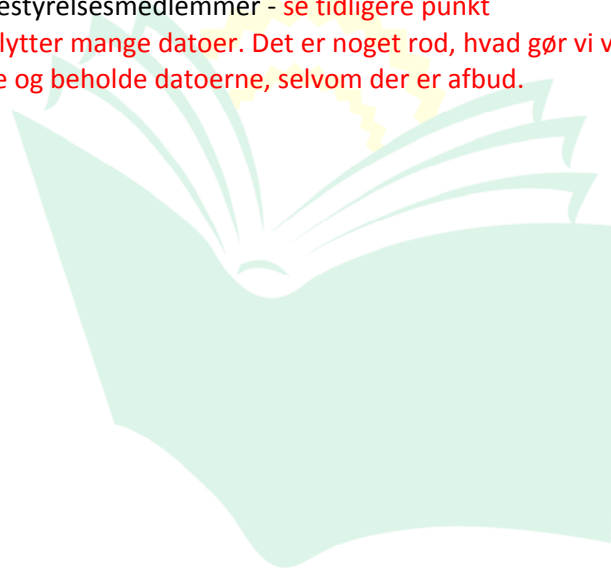 estyrelsesmedlemmer - se tidligere punkt
lytter mange datoer. Det er noget rod, hvad gør vi v
e og beholde datoerne, selvom der er afbud.